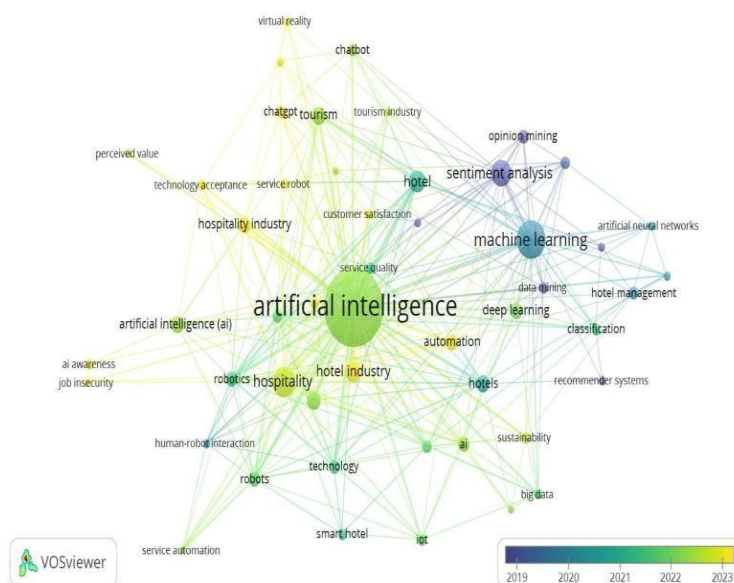 virtual reality
chatbot
chatgpt
tourism
tourism industry
opinion mining
perceived value
sentiment analysis
technology acceptance
service robot
hotel
customer satisfaction
hospitality industry
artificial neural networks
machine learning
service quality
data mining
hotel management
artificial intelligence
deep learning
artificial intelligence (ai)
classification
automation
ai awareness
hotel industry
job insecurity
robotics
hospitality
hotels
recommender systems
human-robot interaction
ai
sustainability
technology
robots
big data
smart hotel
iot
service automation
VOSviewer
2019 2020 2021 2022 2023